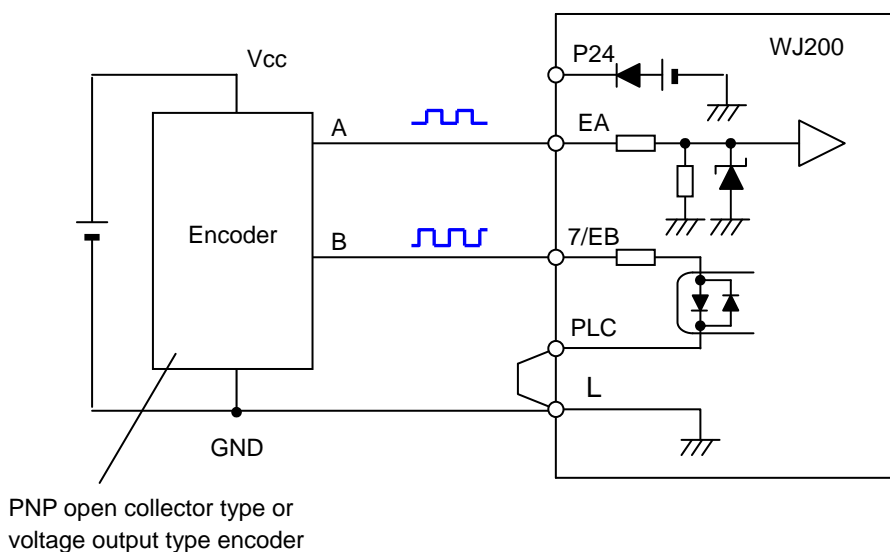 WJ200
Vcc
P24
A
EA
Encoder
B
7/EB
PLC
L
GND
PNP open collector type or
voltage output type encoder